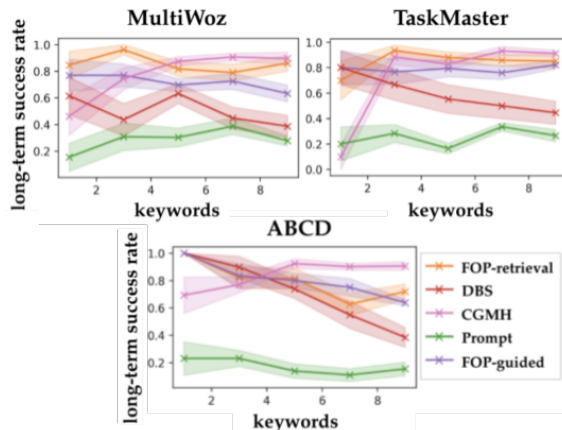 MultiWoz
TaskMaster
long-term success rate
1.0
0.8
0.6
0.4
0.2
2
4
6
8
keywords
1.0
0.8
0.6
0.4
0.2
0.0
2
4
6
8
keywords
ABCD
long-term success rate
1.0
0.8
0.6
0.4
0.2
2
4
6
8
keywords
FOP-retrieval
DBS
CGMH
Prompt
FOP-guided